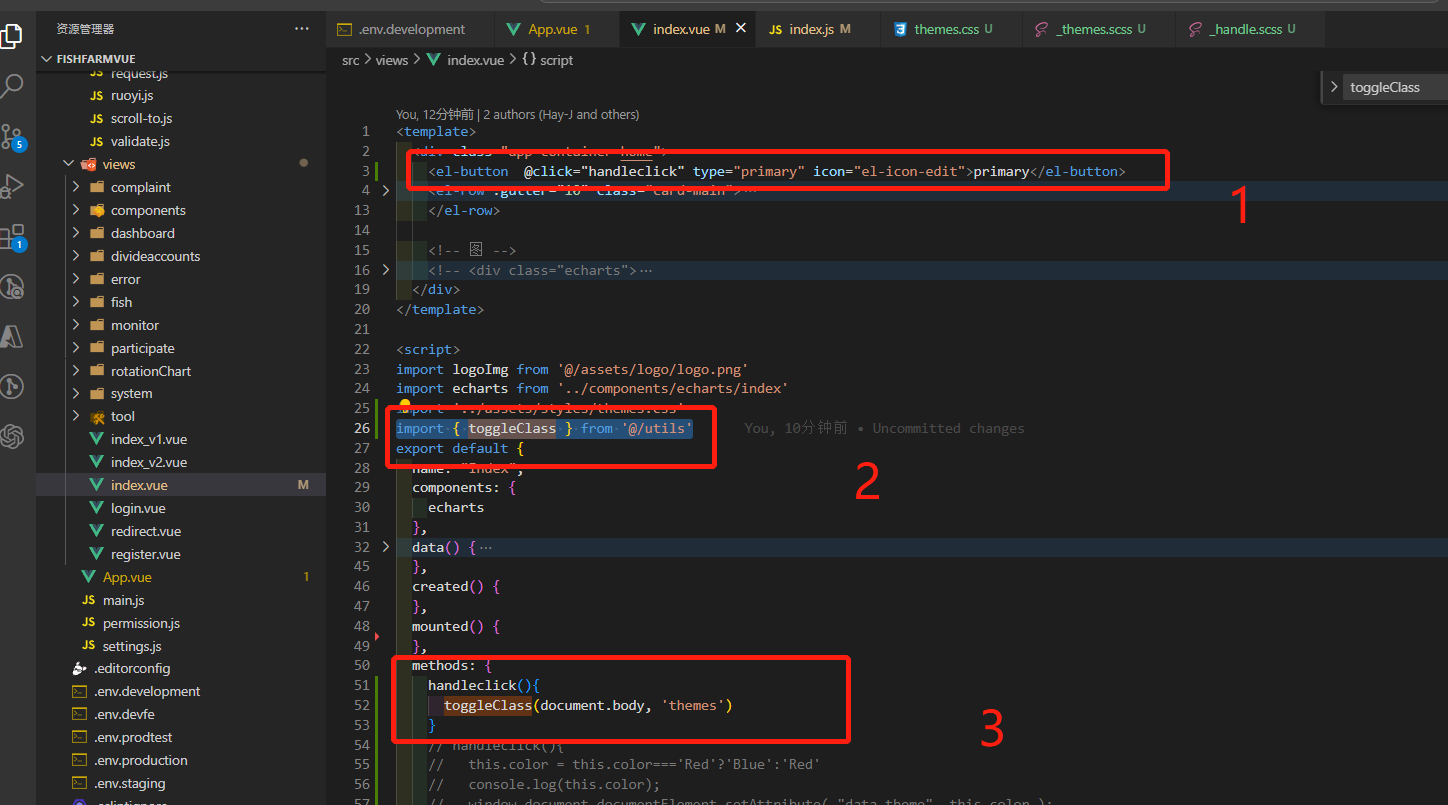 资源管理器
FISHFARMVUE
request.js
ruoyi.js
scroll-to.js
validate.js
views
complaint
components
dashboard
divideaccounts
error
fish
monitor
participate
rotationChart
system
tool
index_v1.vue
index_v2.vue
index.vue M
login.vue
redirect.vue
register.vue
App.vue 1
main.js
permission.js
settings.js
.editorconfig
.env.development
.env.devfe
.env.prodtest
.env.production
.env.staging
.eslintignore
5
1
.env.development
App.vue 1
index.vue M
JS index.js M
themes.css U
_themes.scss U
_handle.scss U
src > views > index.vue > {} script
toggleClass
You, 12分钟前 | 2 authors (Hay-J and others)
1 <template>
2 <div class="app-container home">
3 <el-button @click="handleclick" type="primary" icon="el-icon-edit">primary</el-button>
4 <el-row :gutter="16" class="card-main">…
13 </el-row>
14
15 <!-- 图 -->
16 <!-- <div class="echarts">…
19 </div>
20 </template>
21
22 <script>
23 import logoImg from '@/assets/logo/logo.png'
24 import echarts from '../components/echarts/index'
25 import '../assets/styles/themes.css'
26 import { toggleClass } from '@/utils' You, 10分钟前 • Uncommitted changes
27 export default {
28 name: "Index",
29 components: {
30 echarts
31 },
32 data() {…
45 },
46 created() {
47 },
48 mounted() {
49 },
50 methods: {
51 handleclick(){
52 toggleClass(document.body, 'themes')
53 }
54 // handleclick(){
55 // this.color = this.color==='Red'?'Blue':'Red'
56 // console.log(this.color);
57 // window.document.documentElement.setAttribute( "data-theme", this.color );
1
2
3